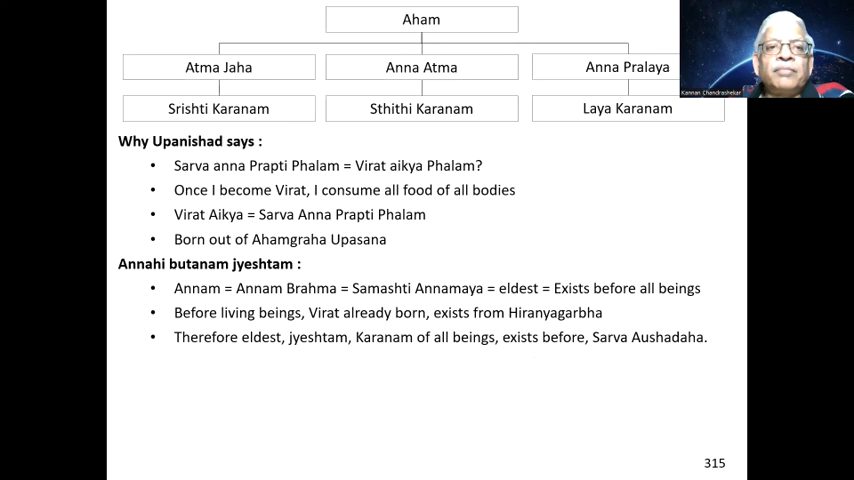 Aham
Atma Jaha
Anna Atma
Anna Pralaya
Srishti Karanam
Sthithi Karanam
Laya Karanam
Kannan Chandrashekar
Why Upanishad says :
• Sarva anna Prapti Phalam = Virat aikya Phalam?
• Once I become Virat, I consume all food of all bodies
• Virat Aikya = Sarva Anna Prapti Phalam
• Born out of Ahamgraha Upasana
Annahi butanam jyeshtam :
• Annam = Annam Brahma = Samashti Annamaya = eldest = Exists before all beings
• Before living beings, Virat already born, exists from Hiranyagarbha
• Therefore eldest, jyeshtam, Karanam of all beings, exists before, Sarva Aushadaha.
315